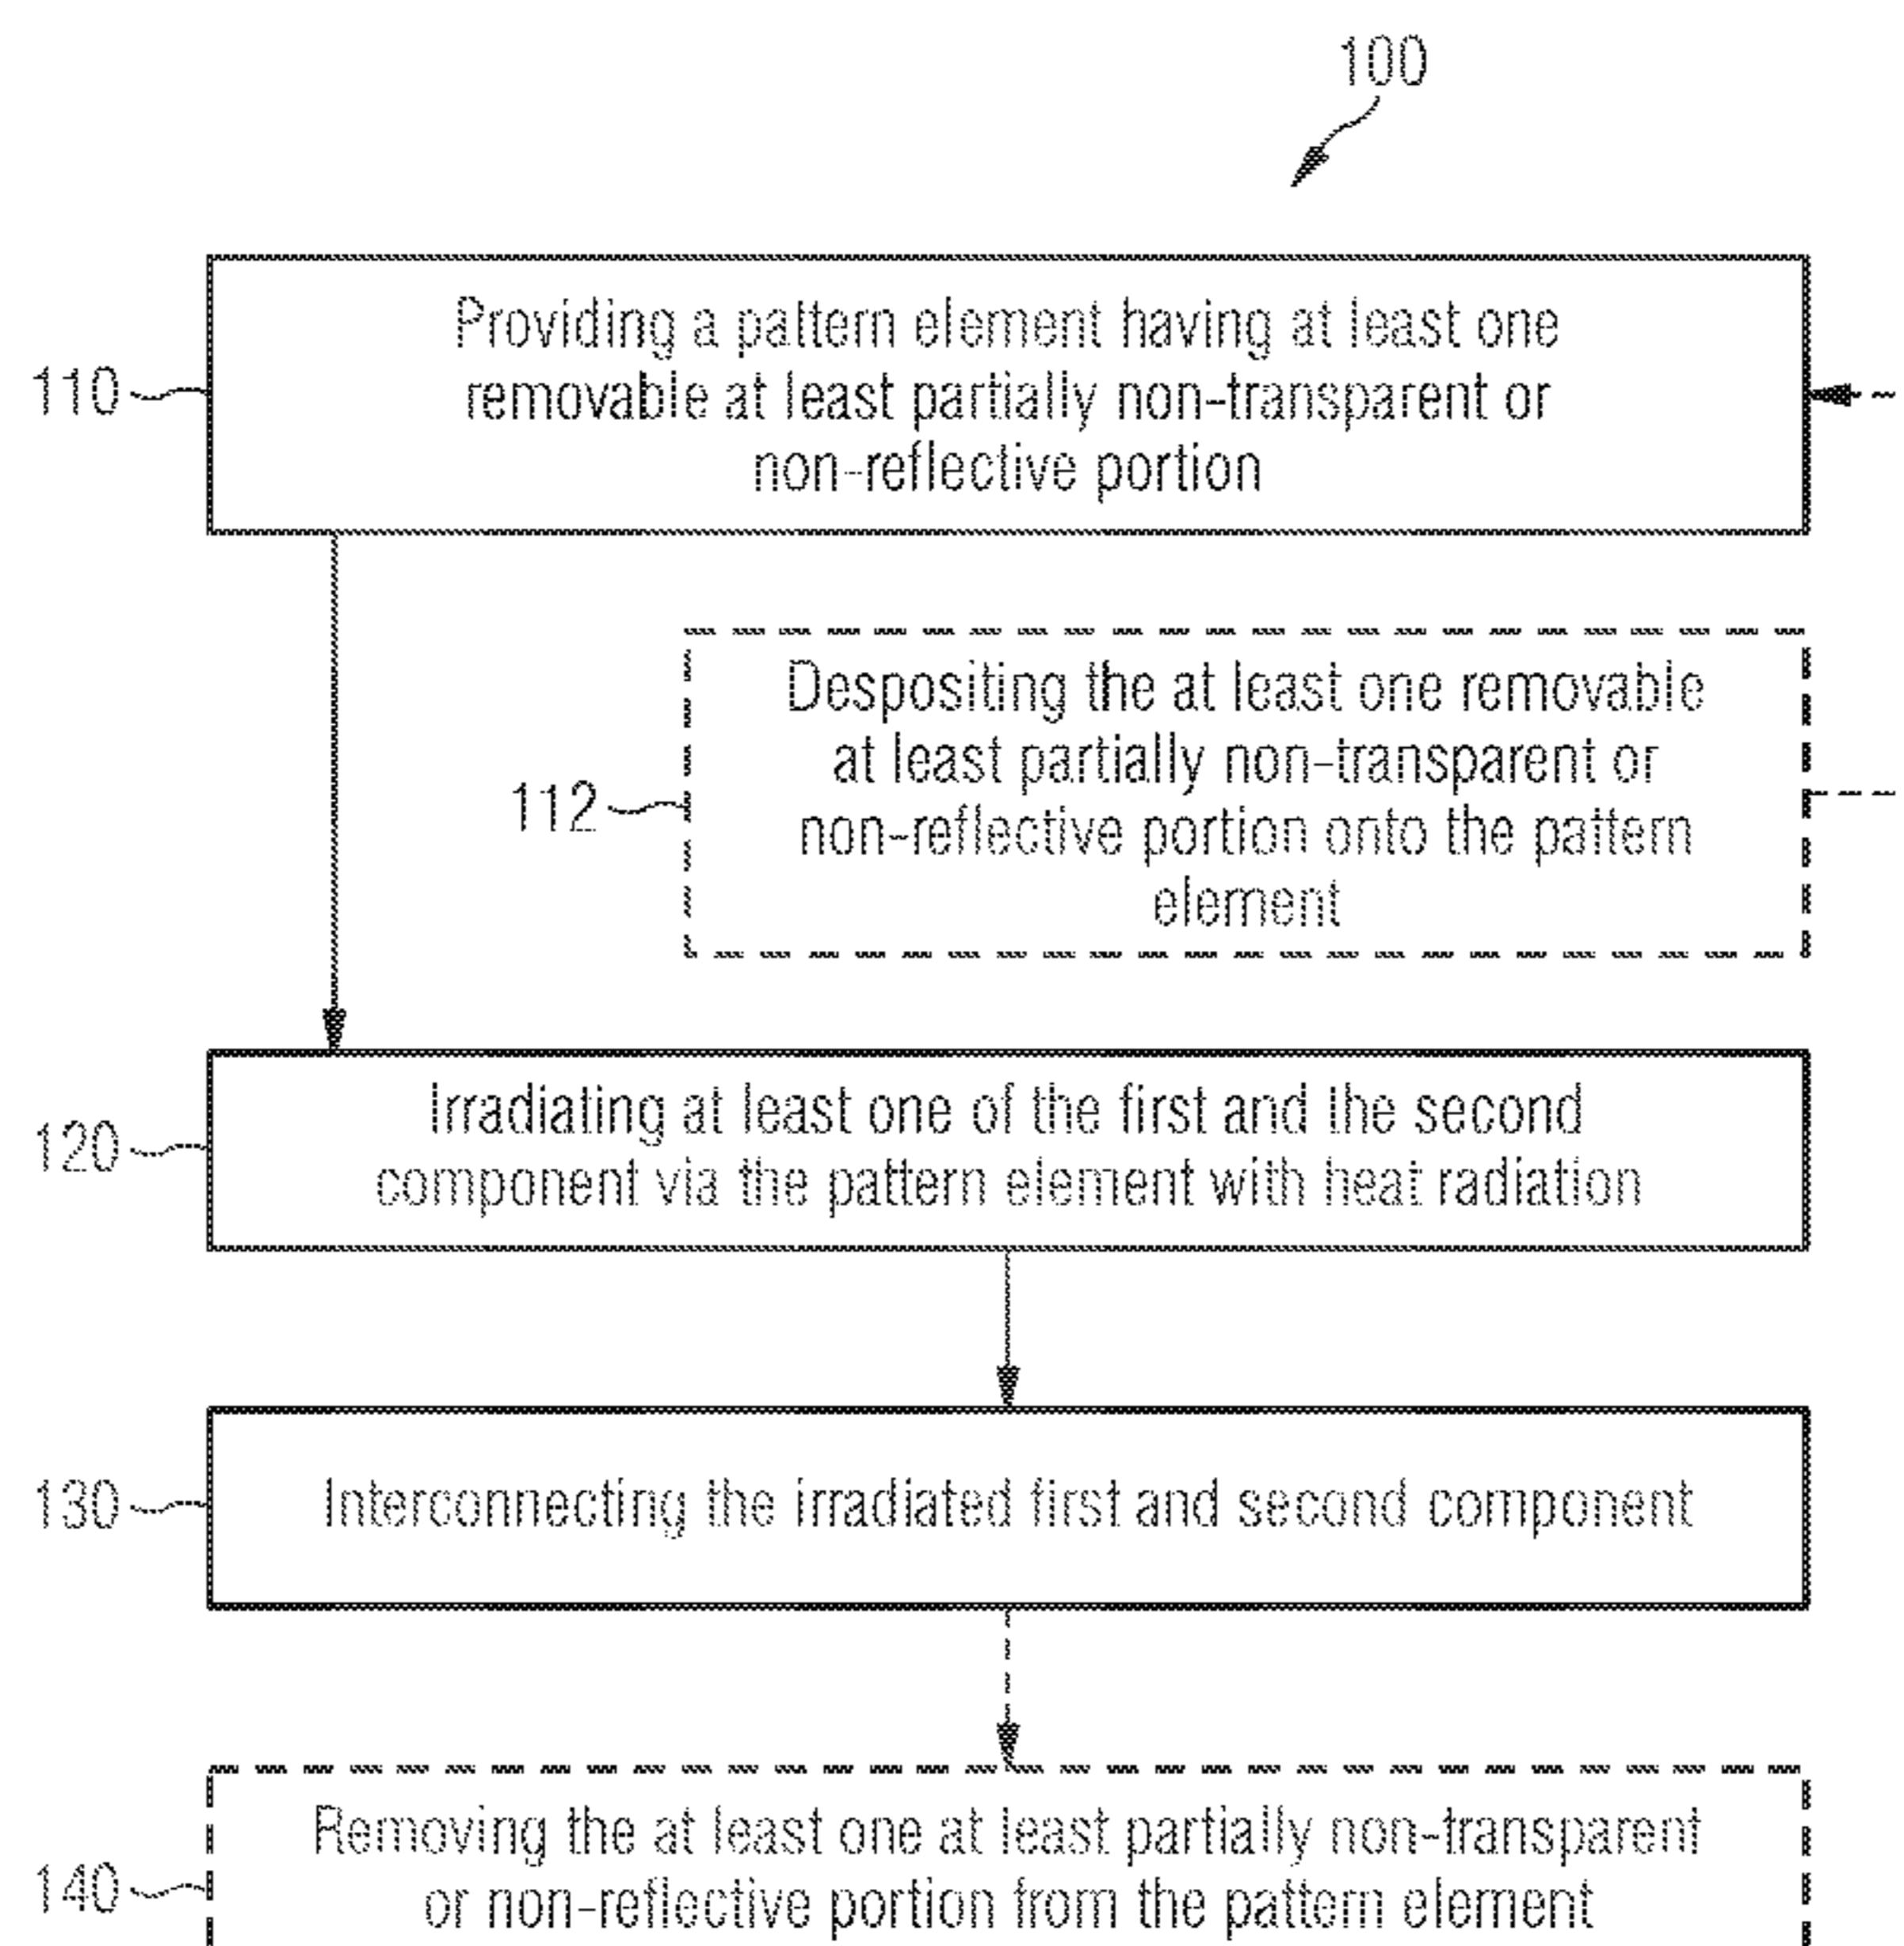 100
Providing a pattern element having at least one
removable at least partially non-transparent or
non-reflective portion
110
Despositing the at least one removable
at least partially non-transparent or
non-reflective portion onto the pattern
element
112
Irradiating at least one of the first and the second
component via the pattern element with heat radiation
120
Interconnecting the irradiated first and second component
130
Removing the at least one at least partially non-transparent
or non-reflective portion from the pattern element
140